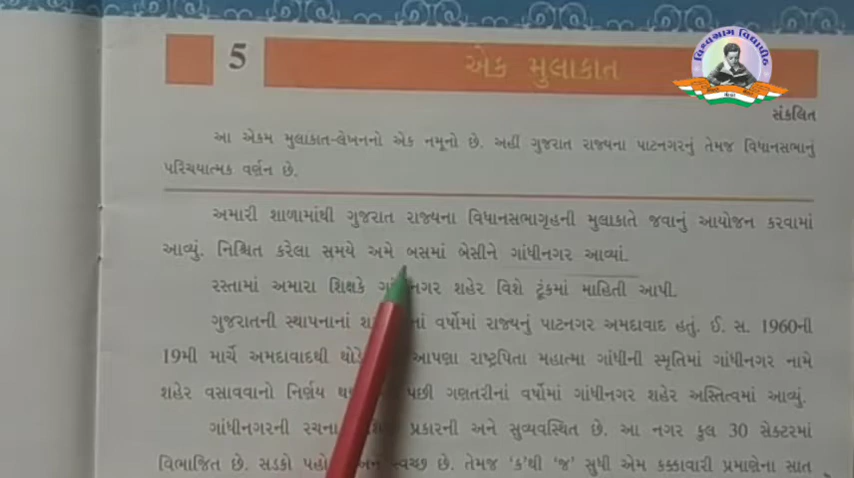 વિશ્વગ્રામ વિદ્યાપીઠ
5
એક મુલાકાત
સંકલિત
આ એકમ મુલાકાત-લેખનનો એક નમૂનો છે. અહીં ગુજરાત રાજ્યના પાટનગરનું તેમજ વિધાનસભાનું
પરિચયાત્મક વર્ણન છે.
અમારી શાળામાંથી ગુજરાત રાજ્યના વિધાનસભાગૃહની મુલાકાતે જવાનું આયોજન કરવામાં
આવ્યું. નિશ્ચિત કરેલા સમયે અમે બસમાં બેસીને ગાંધીનગર આવ્યાં.
રસ્તામાં અમારા શિક્ષકે ગાંધીનગર શહેર વિશે ટૂંકમાં માહિતી આપી.
ગુજરાતની સ્થાપનાનાં વર્ષોમાં રાજ્યનું પાટનગર અમદાવાદ હતું. ઈ. સ. 1960ની
19મી માર્ચે અમદાવાદથી આપણા રાષ્ટ્રપિતા મહાત્મા ગાંધીની સ્મૃતિમાં ગાંધીનગર નામે
શહેર વસાવવાનો નિર્ણય પછી ગણતરીનાં વર્ષોમાં ગાંધીનગર શહેર અસ્તિત્વમાં આવ્યું.
ગાંધીનગરની રચના પ્રકારની અને સુવ્યવસ્થિત છે. આ નગર કુલ 30 સેક્ટરમાં
વિભાજિત છે. સડકો સ્વચ્છ છે. તેમજ 'ક'થી 'જ' સુધી એમ કક્કાવારી પ્રમાણેના સાત